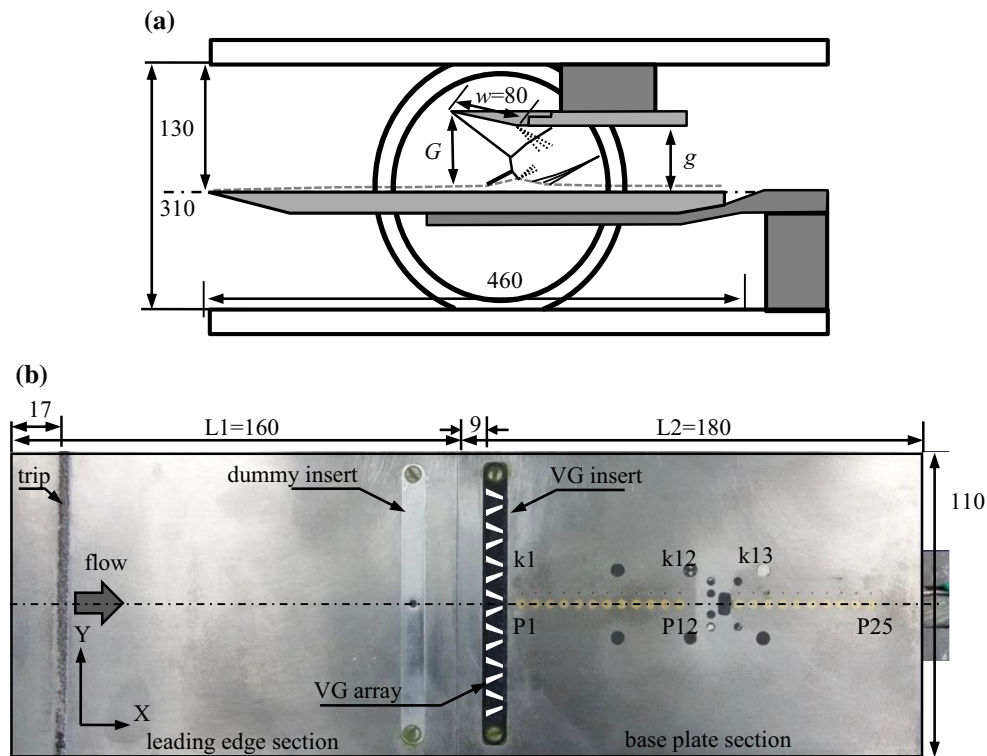 (a)
w=80
130
G
g
310
460
(b)
17
L1=160
9
L2=180
trip
dummy insert
VG insert
110
flow
k1
k12
k13
P1
P12
P25
Y
VG array
X
leading edge section
base plate section